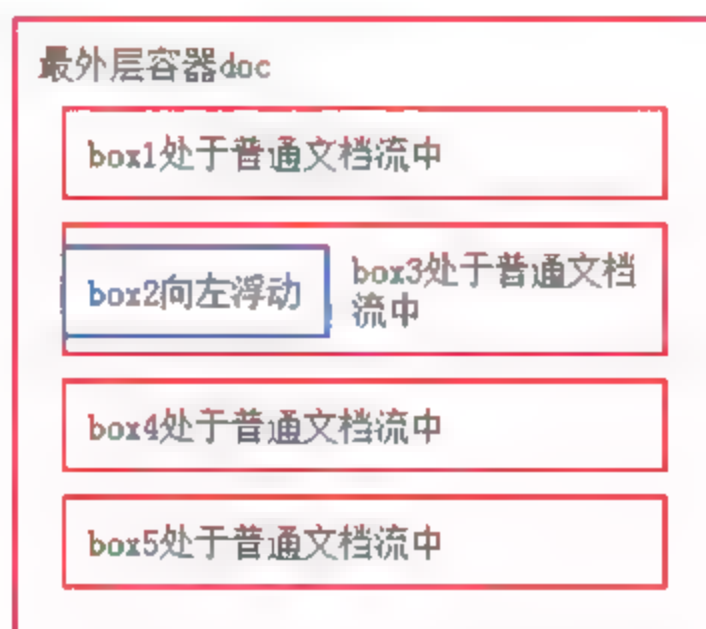 最外层容器doc
box1处于普通文档流中
box2向左浮动
box3处于普通文档
流中
box4处于普通文档流中
box5处于普通文档流中